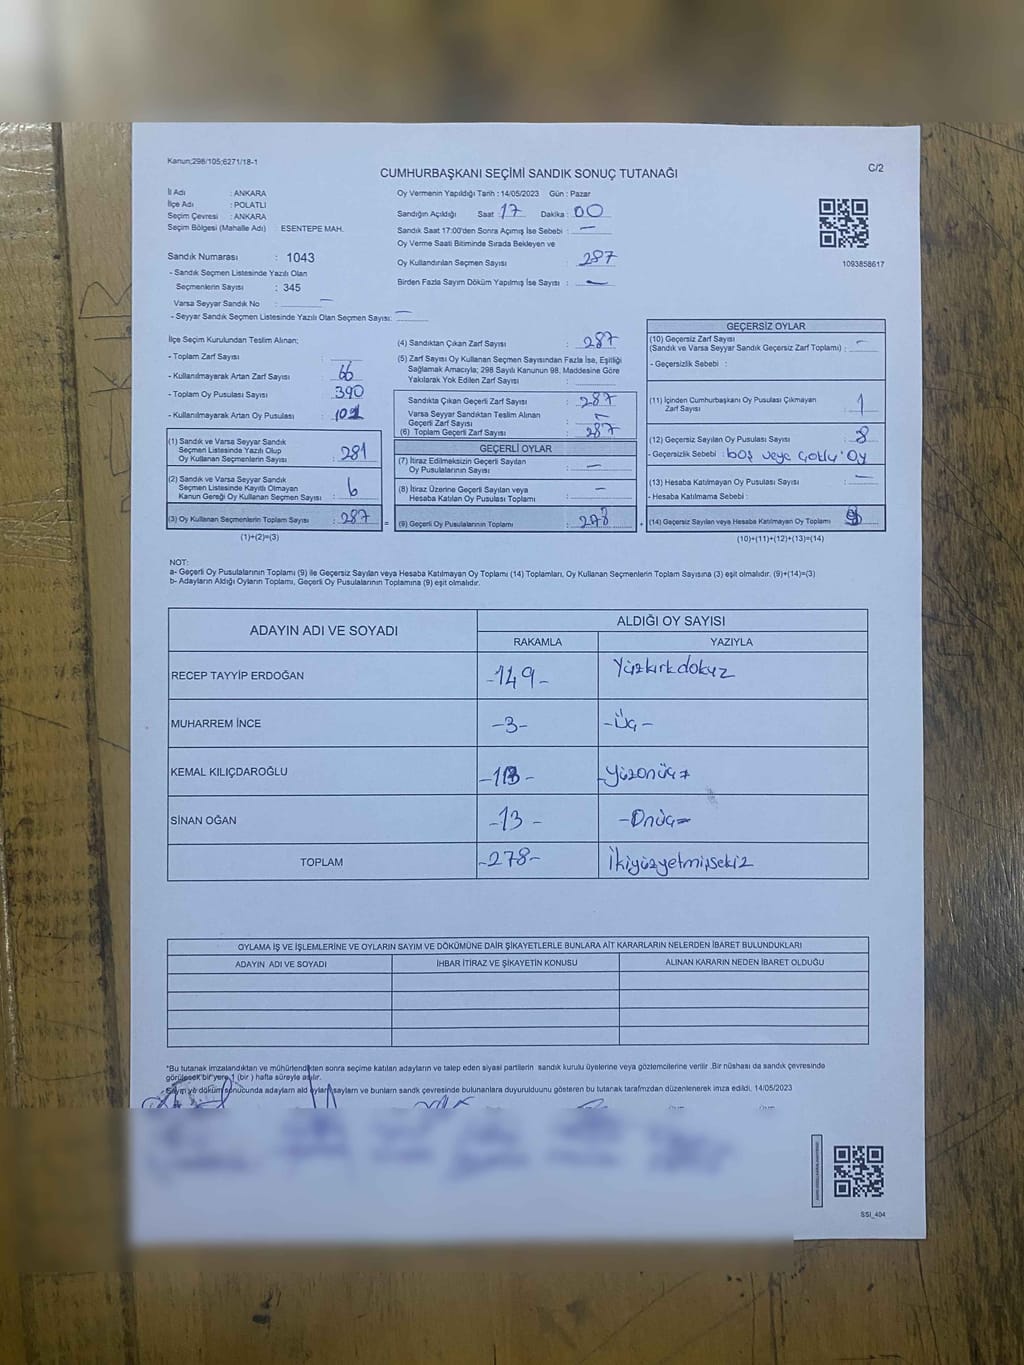 Kanun;298/105;6271/18-1
CUMHURBAŞKANI SEÇİMİ SANDIK SONUÇ TUTANAĞI
C/2
İl Adı : ANKARA
İlçe Adı : POLATLI
Seçim Çevresi : ANKARA
Seçim Bölgesi (Mahalle Adı) : ESENTEPE MAH.
Sandık Numarası : 1043
- Sandık Seçmen Listesinde Yazılı Olan
Seçmenlerin Sayısı : 345
Varsa Seyyar Sandık No : —
- Seyyar Sandık Seçmen Listesinde Yazılı Olan Seçmen Sayısı: —
Oy Vermenin Yapıldığı Tarih : 14/05/2023 Gün : Pazar
Sandığın Açıldığı Saat : 17 Dakika : 00
Sandık Saat 17:00'den Sonra Açımış İse Sebebi : —
Oy Verme Saati Bitiminde Sırada Bekleyen ve
Oy Kullandırılan Seçmen Sayısı : 287
Birden Fazla Sayım Döküm Yapılmış İse Sayısı : —
1093858617
İlçe Seçim Kurulundan Teslim Alınan;
- Toplam Zarf Sayısı :
- Kullanılmayarak Artan Zarf Sayısı : 66
- Toplam Oy Pusulası Sayısı : 390
- Kullanılmayarak Artan Oy Pusulası :
(1) Sandık ve Varsa Seyyar Sandık
Seçmen Listesinde Yazılı Olup
Oy Kullanan Seçmenlerin Sayısı : 281
(2) Sandık ve Varsa Seyyar Sandık
Seçmen Listesinde Kayıtlı Olmayan
Kanun Gereği Oy Kullanan Seçmen Sayısı : 6
(3) Oy Kullanan Seçmenlerin Toplam Sayısı : 287
(1)+(2)=(3)
(4) Sandıktan Çıkan Zarf Sayısı : 287
(5) Zarf Sayısı Oy Kullanan Seçmen Sayısından Fazla İse, Eşitliği
Sağlamak Amacıyla; 298 Sayılı Kanunun 98. Maddesine Göre
Yakılarak Yok Edilen Zarf Sayısı :
Sandıkta Çıkan Geçerli Zarf Sayısı : 287
Varsa Seyyar Sandıktan Teslim Alınan
Geçerli Zarf Sayısı : —
(6) Toplam Geçerli Zarf Sayısı : 287
GEÇERLİ OYLAR
(7) İtiraz Edilmeksizin Geçerli Sayılan
Oy Pusulalarının Sayısı : —
(8) İtiraz Üzerine Geçerli Sayılan veya
Hesaba Katılan Oy Pusulası Toplamı : —
(9) Geçerli Oy Pusulalarının Toplamı : 278
GEÇERSİZ OYLAR
(10) Geçersiz Zarf Sayısı
(Sandık ve Varsa Seyyar Sandık Geçersiz Zarf Toplamı) : —
- Geçersizlik Sebebi :
(11) İçinden Cumhurbaşkanı Oy Pusulası Çıkmayan
Zarf Sayısı : 1
(12) Geçersiz Sayılan Oy Pusulası Sayısı : 8
- Geçersizlik Sebebi : boş veya çoklu Oy
(13) Hesaba Katılmayan Oy Pusulası Sayısı : —
- Hesaba Katılmama Sebebi :
(14) Geçersiz Sayılan veya Hesaba Katılmayan Oy Toplamı : 9
(10)+(11)+(12)+(13)=(14)
NOT:
a- Geçerli Oy Pusulalarının Toplamı (9) ile Geçersiz Sayılan veya Hesaba Katılmayan Oy Toplamı (14) Toplamları, Oy Kullanan Seçmenlerin Toplam Sayısına (3) eşit olmalıdır. (9)+(14)=(3)
b- Adayların Aldığı Oyların Toplamı, Geçerli Oy Pusulalarının Toplamına (9) eşit olmalıdır.
ADAYIN ADI VE SOYADI ALDIĞI OY SAYISI
RAKAMLA YAZIYLA
RECEP TAYYİP ERDOĞAN -149- Yüzkırkdokuz
MUHARREM İNCE -3- -Üç-
KEMAL KILIÇDAROĞLU -113- -Yüzonüç-
SİNAN OĞAN -13- -Onüç-
TOPLAM -278- İkiyüzyetmişsekiz
OYLAMA İŞ VE İŞLEMLERİNE VE OYLARIN SAYIM VE DÖKÜMÜNE DAİR ŞİKAYETLERLE BUNLARA AİT KARARLARIN NELERDEN İBARET BULUNDUKLARI
ADAYIN ADI VE SOYADI İHBAR İTİRAZ VE ŞİKAYETİN KONUSU ALINAN KARARIN NEDEN İBARET OLDUĞU
*Bu tutanak imzalandıktan ve mühürlendikten sonra seçime katılan adayların ve talep eden siyasi partilerin sandık kurulu üyelerine veya gözlemcilerine verilir .Bir nüshası da sandık çevresinde
görülecek bir yere 1 (bir ) hafta süreyle asılır.
- Sayım ve döküm sonucunda adayların ald oyları saylarn ve bunların sandk çevresinde bulunanlara duyurulduunu gösteren bu tutanak tarafmzdan düzenlenerek imza edildi. 14/05/2023
SSI_404